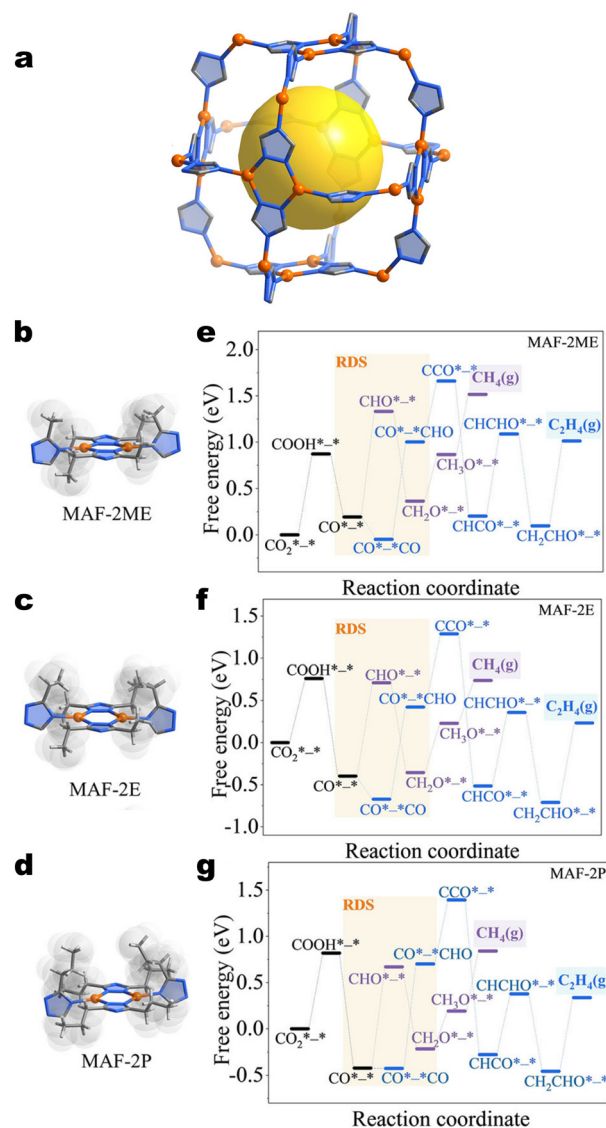 a
b
MAF-2ME
c
MAF-2E
d
MAF-2P
e
MAF-2ME
RDS
Free energy (eV)
2.0
1.5
1.0
0.5
0.0
CO₂*–*
COOH*–*
CO*–*
CO*–*CO
CHO*–*
CO*–*CHO
CH₂O*–*
CCO*–*
CH₃O*–*
CH₄(g)
CHCO*–*
CHCHO*–*
CH₂CHO*–*
C₂H₄(g)
Reaction coordinate
f
MAF-2E
RDS
Free energy (eV)
1.5
1.0
0.5
0.0
-0.5
-1.0
CO₂*–*
COOH*–*
CO*–*
CO*–*CO
CHO*–*
CO*–*CHO
CH₂O*–*
CCO*–*
CH₃O*–*
CH₄(g)
CHCO*–*
CHCHO*–*
CH₂CHO*–*
C₂H₄(g)
Reaction coordinate
g
MAF-2P
RDS
Free energy (eV)
1.5
1.0
0.5
0.0
-0.5
CO₂*–*
COOH*–*
CO*–*
CO*–*CO
CHO*–*
CO*–*CHO
CH₂O*–*
CCO*–*
CH₃O*–*
CH₄(g)
CHCO*–*
CHCHO*–*
CH₂CHO*–*
C₂H₄(g)
Reaction coordinate